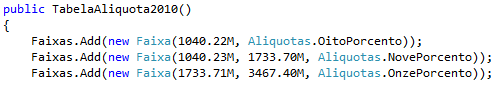 public TabelaAliquota2010()
{
Faixas.Add(new Faixa(1040.22M, Aliquotas.OitoPorcento));
Faixas.Add(new Faixa(1040.23M, 1733.70M, Aliquotas.NovePorcento));
Faixas.Add(new Faixa(1733.71M, 3467.40M, Aliquotas.OnzePorcento));